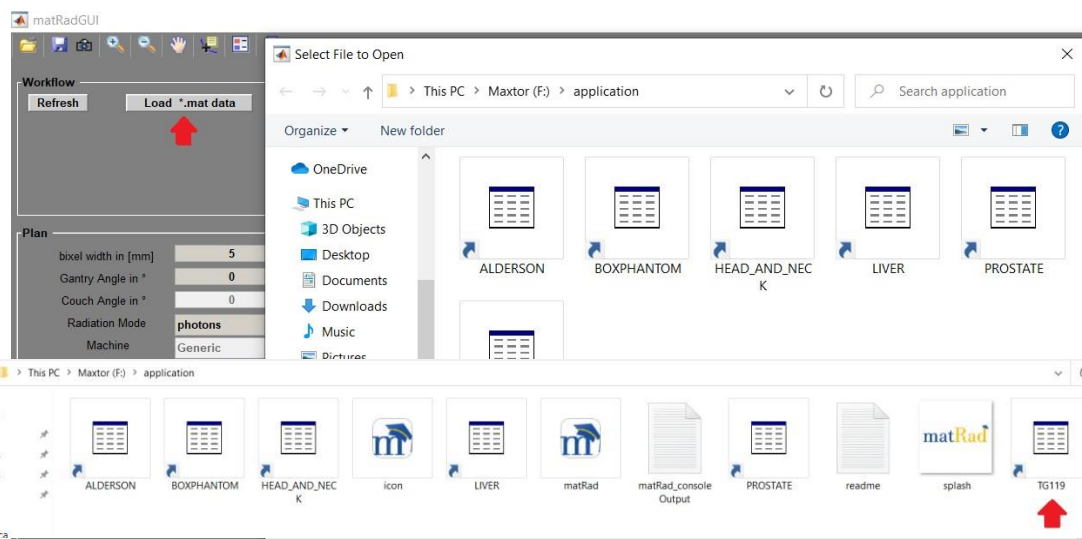 matRadGUI
Select File to Open
Workflow
Refresh
Load *.mat data
This PC > Maxtor (F:) > application
Search application
Organize
New folder
?
OneDrive
This PC
3D Objects
Desktop
Documents
Downloads
Music
Pictures
ALDERSON
BOXPHANTOM
HEAD_AND_NEC
K
LIVER
PROSTATE
Plan
bixel width in [mm]
5
Gantry Angle in °
0
Couch Angle in °
0
Radiation Mode
photons
Machine
Generic
> This PC > Maxtor (F:) > application
m
m
matRad
ALDERSON
BOXPHANTOM
HEAD_AND_NEC
K
icon
LIVER
matRad
matRad_console
Output
PROSTATE
readme
splash
TG119